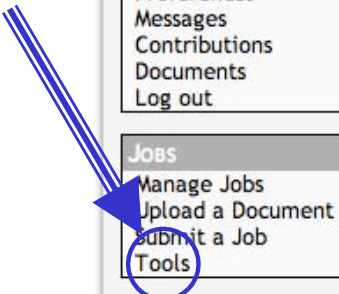 Messages
Contributions
Documents
Log out
JOBS
Manage Jobs
Upload a Document
Submit a Job
Tools